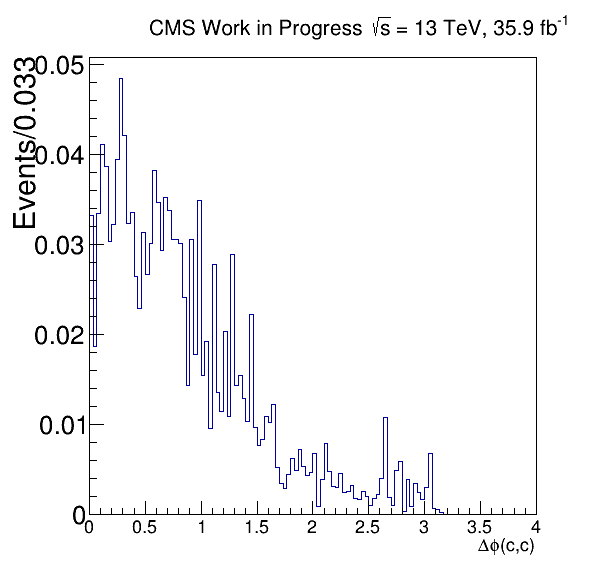 CMS Work in Progress √s = 13 TeV, 35.9 fb⁻¹
Events/0.033
0.05
0.04
0.03
0.02
0.01
0
0 0.5 1 1.5 2 2.5 3 3.5 4
Δϕ(c,c)